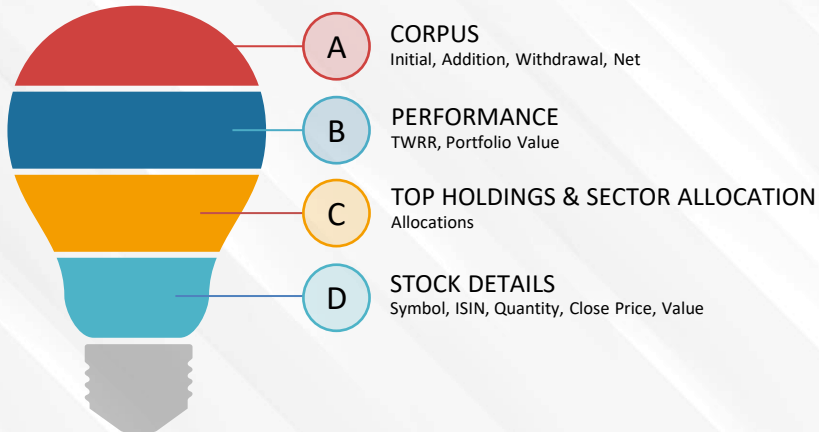 A
CORPUS
Initial, Addition, Withdrawal, Net
B
PERFORMANCE
TWRR, Portfolio Value
C
TOP HOLDINGS & SECTOR ALLOCATION
Allocations
D
STOCK DETAILS
Symbol, ISIN, Quantity, Close Price, Value